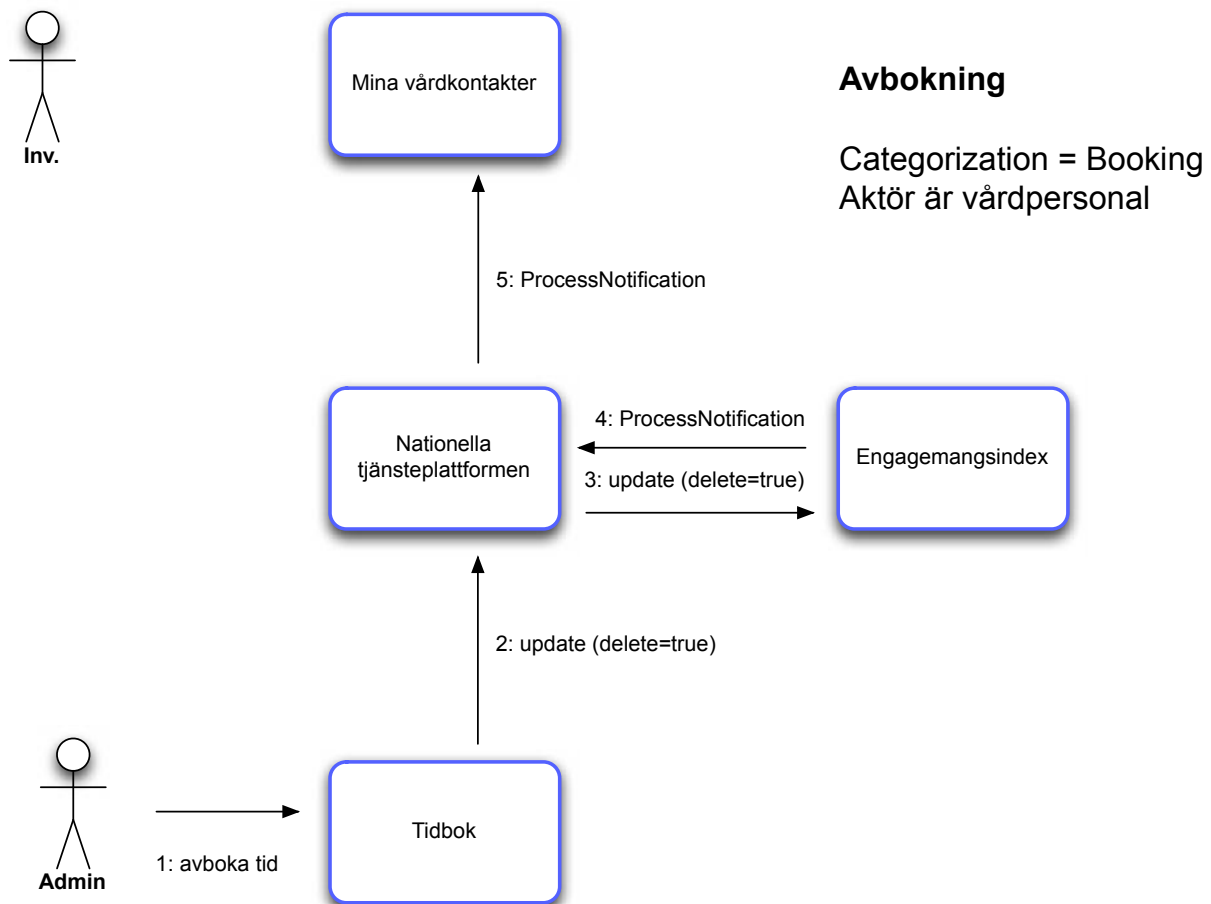 Mina vårdkontakter
Avbokning
Categorization = Booking
Aktör är vårdpersonal
Inv.
5: ProcessNotification
Nationella
tjänsteplattformen
4: ProcessNotification
3: update (delete=true)
Engagemangsindex
2: update (delete=true)
Tidbok
1: avboka tid
Admin